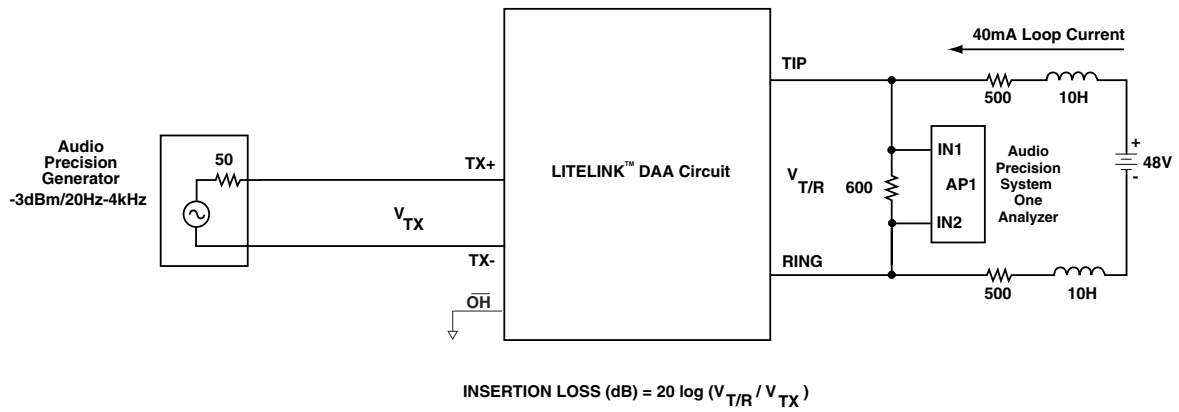 40mA Loop Current
TIP
500
10H
Audio
Precision
Generator
-3dBm/20Hz-4kHz
50
TX+
V TX
TX-
OH
LITELINK™ DAA Circuit
V T/R
600
IN1
AP1
IN2
Audio
Precision
System
One
Analyzer
+
48V
-
RING
500
10H
INSERTION LOSS (dB) = 20 log (V T/R / V TX )